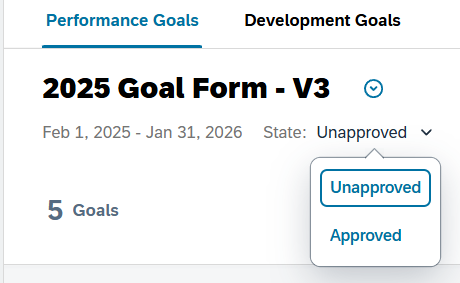 Performance Goals Development Goals
2025 Goal Form - V3
Feb 1, 2025 - Jan 31, 2026 State: Unapproved
Unapproved
5 Goals
Approved